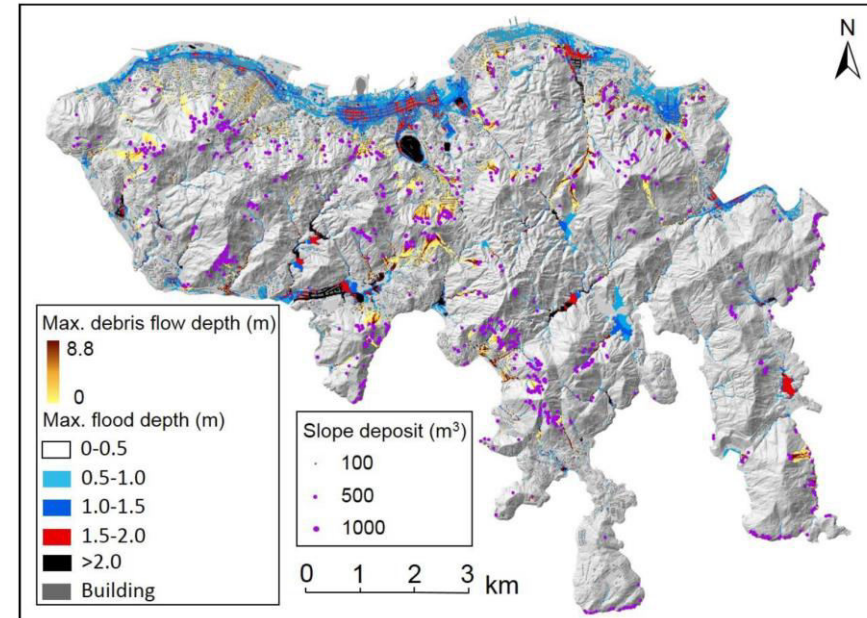 N
Max. debris flow depth (m)
8.8
0
Max. flood depth (m)
0-0.5
0.5-1.0
1.0-1.5
1.5-2.0
>2.0
Building
Slope deposit (m³)
100
500
1000
0 1 2 3 km